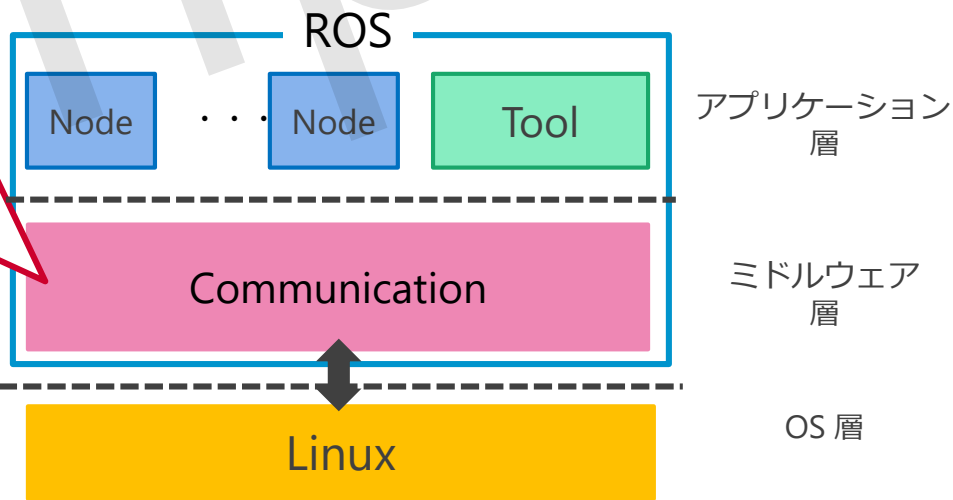 ROS
Node ・・・ Node Tool
アプリケーション
層
Communication
ミドルウェア
層
OS 層
Linux